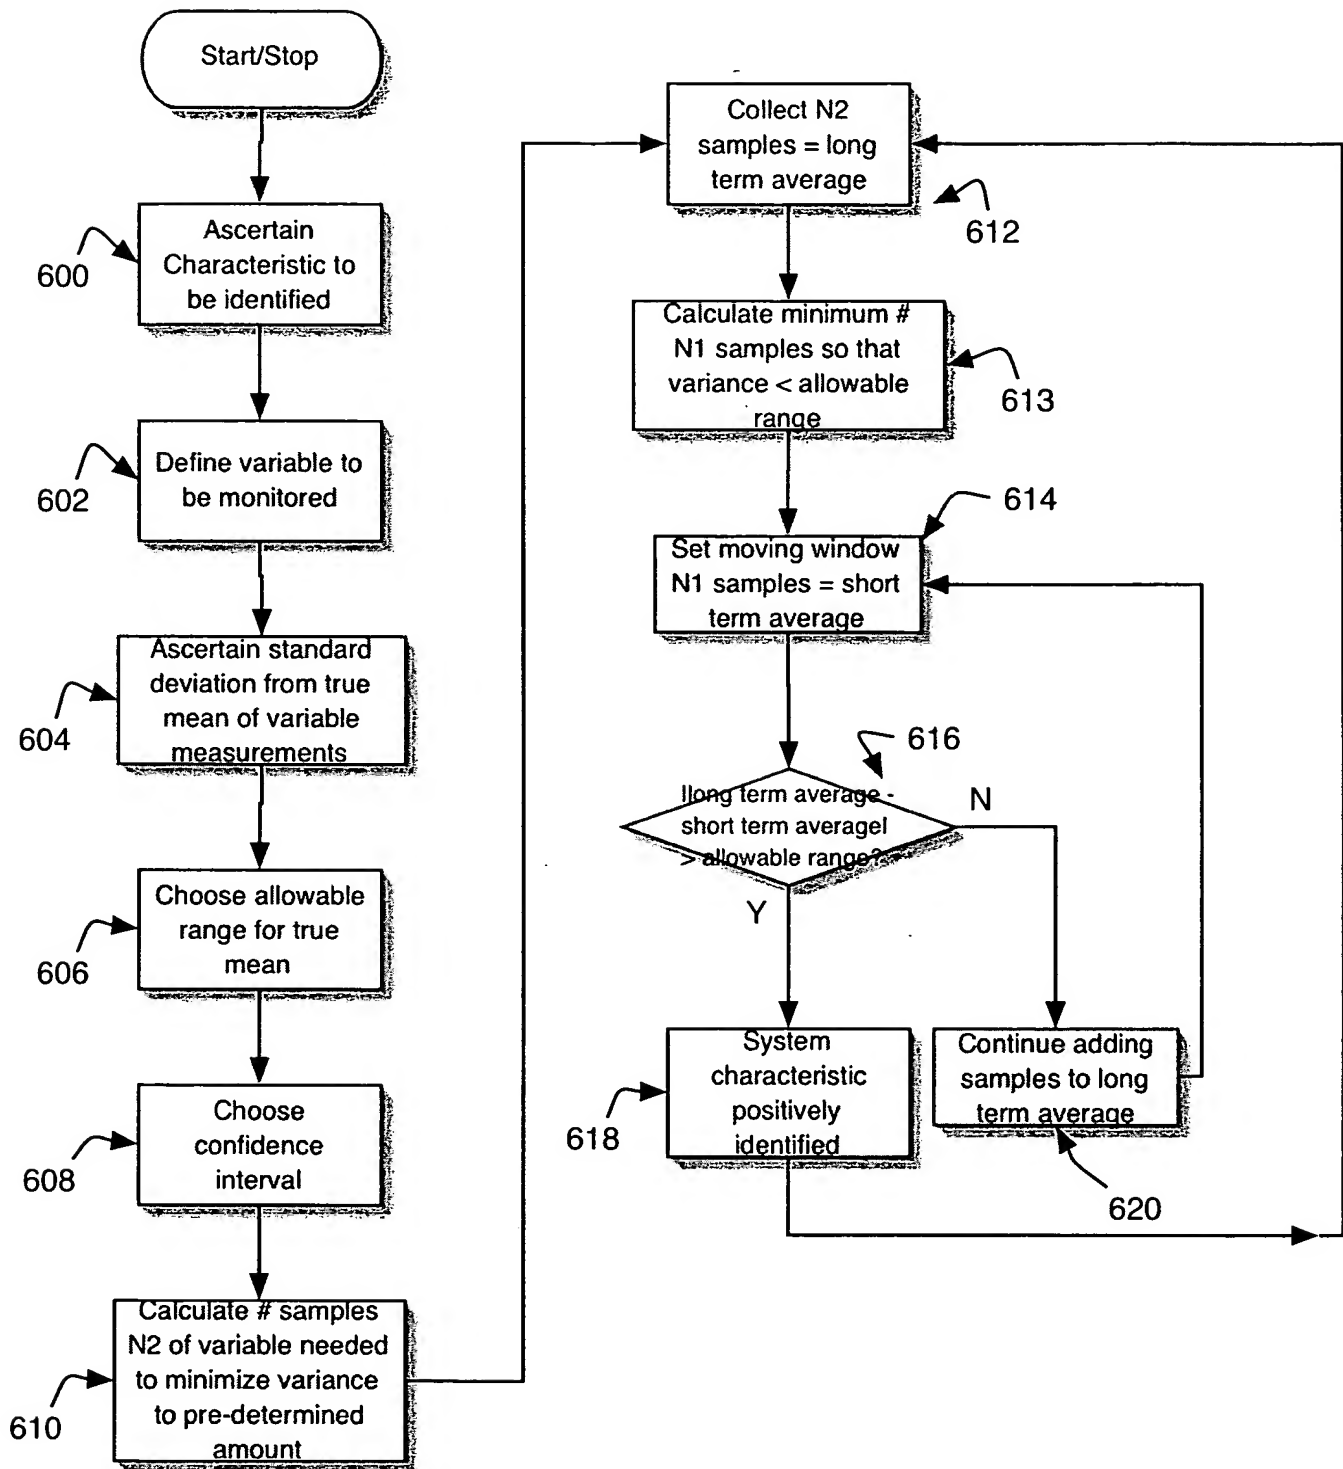 Start/Stop
600
Ascertain
Characteristic to
be identified
602
Define variable to
be monitored
604
Ascertain standard
deviation from true
mean of variable
measurements
606
Choose allowable
range for true
mean
608
Choose
confidence
interval
610
Calculate # samples
N2 of variable needed
to minimize variance
to pre-determined
amount
Collect N2
samples = long
term average
612
Calculate minimum #
N1 samples so that
variance < allowable
range
613
614
Set moving window
N1 samples = short
term average
616
|long term average -
short term average|
> allowable range?
N
Y
618
System
characteristic
positively
identified
Continue adding
samples to long
term average
620